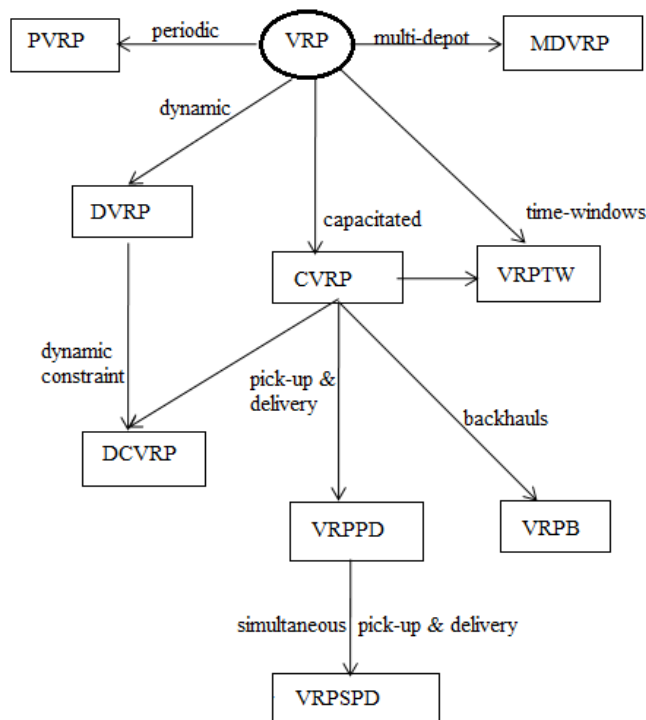 PVRP
periodic
VRP
multi-depot
MDVRP
dynamic
DVRP
capacitated
time-windows
CVRP
VRPTW
dynamic
constraint
pick-up &
delivery
backhauls
DCVRP
VRPPD
VRPB
simultaneous pick-up & delivery
VRPSPD